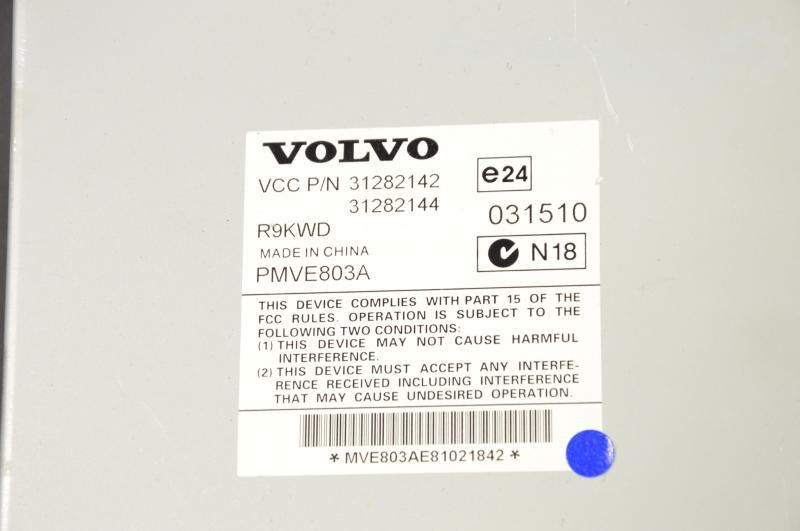 VOLVO
VCC P/N 31282142
e24
31282144
031510
R9KWD
MADE IN CHINA
N18
PMVE803A
THIS DEVICE COMPLIES WITH PART 15 OF THE
FCC RULES. OPERATION IS SUBJECT TO THE
FOLLOWING TWO CONDITIONS:
(1) THIS DEVICE MAY NOT CAUSE HARMFUL
INTERFERENCE.
(2) THIS DEVICE MUST ACCEPT ANY INTERFE-
RENCE RECEIVED INCLUDING INTERFERENCE
THAT MAY CAUSE UNDESIRED OPERATION.
* MVE803AE81021842 *